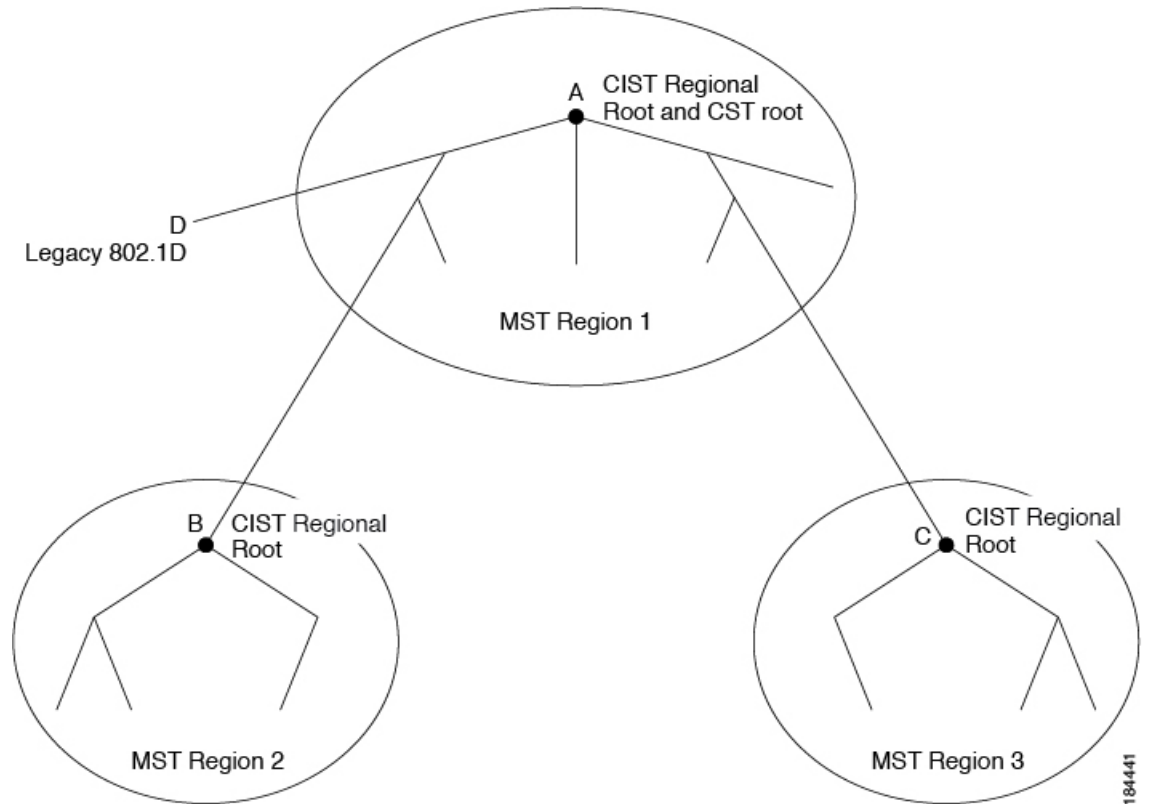 A
CIST Regional
Root and CST root
D
Legacy 802.1D
MST Region 1
B
CIST Regional
Root
C
CIST Regional
Root
MST Region 2
MST Region 3
184441